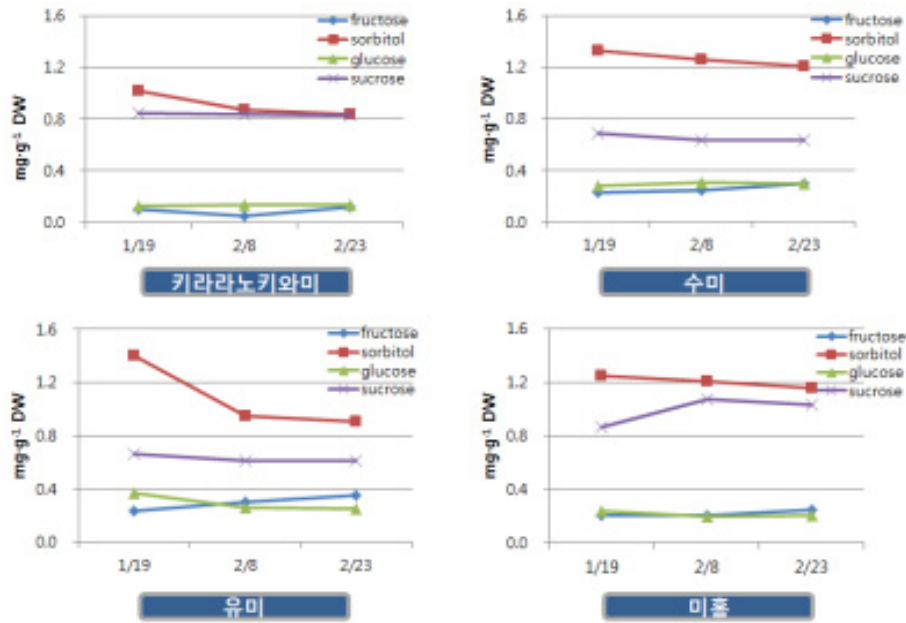 1.6
1.2
0.8
0.4
0.0
mg·g⁻¹ DW
fructose
sorbitol
glucose
sucrose
1/19
2/8
2/23
키라라노키와미
1.6
1.2
0.8
0.4
0.0
mg·g⁻¹ DW
fructose
sorbitol
glucose
sucrose
1/19
2/8
2/23
수미
1.6
1.2
0.8
0.4
0.0
mg·g⁻¹ DW
fructose
sorbitol
glucose
sucrose
1/19
2/8
2/23
유미
1.6
1.2
0.8
0.4
0.0
mg·g⁻¹ DW
fructose
sorbitol
glucose
sucrose
1/19
2/8
2/23
미홍